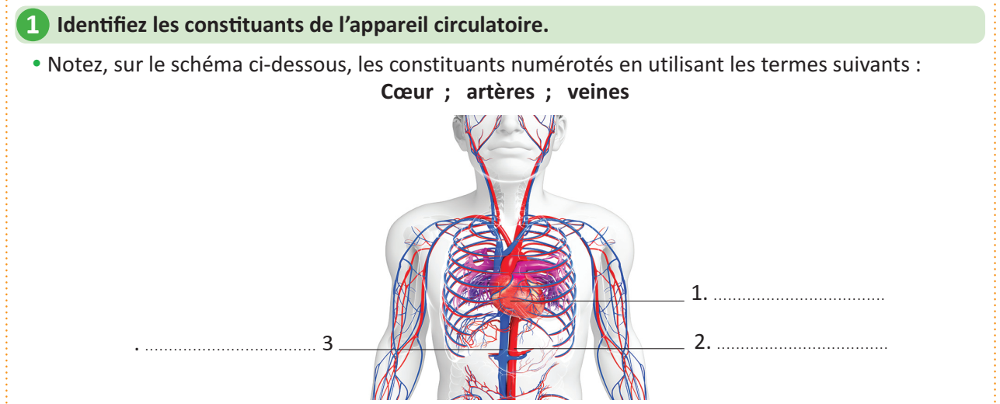 1 Identifiez les constituants de l’appareil circulatoire.
• Notez, sur le schéma ci-dessous, les constituants numérotés en utilisant les termes suivants :
Cœur ; artères ; veines
1. ..................................
. .................................. 3
2. ..................................